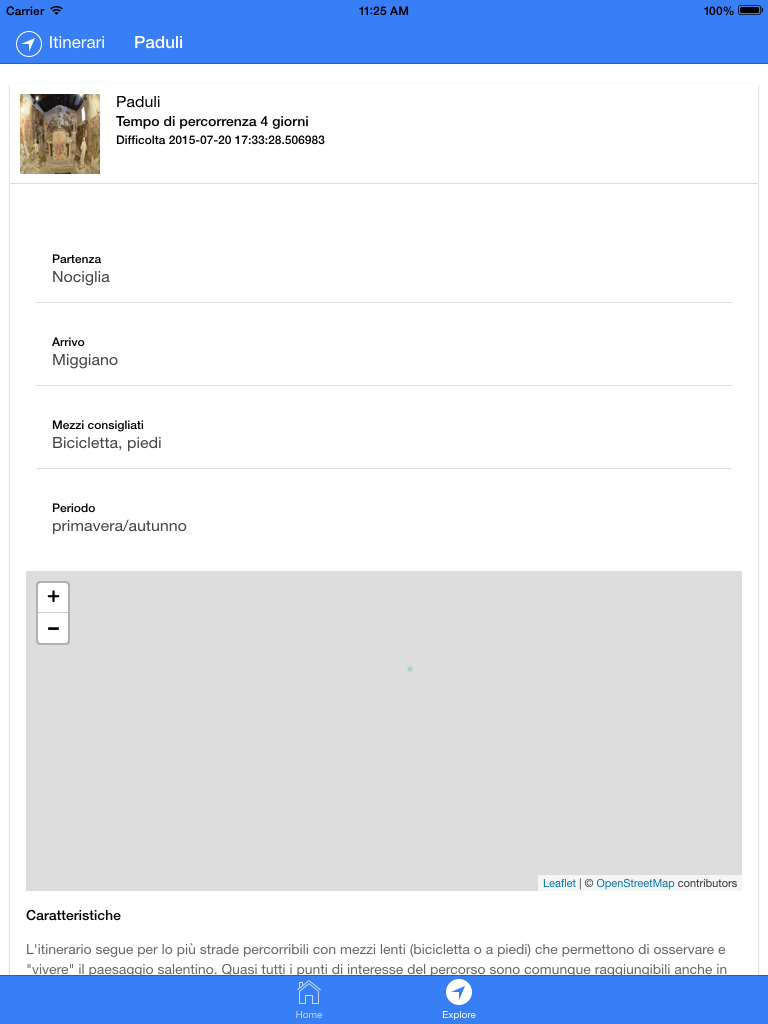 Carrier 11:25 AM 100%
Itinerari Paduli
Paduli
Tempo di percorrenza 4 giorni
Difficolta 2015-07-20 17:33:28.506983
Partenza
Nociglia
Arrivo
Miggiano
Mezzi consigliati
Bicicletta, piedi
Periodo
primavera/autunno
+
−
Leaflet | © OpenStreetMap contributors
Caratteristiche
L'itinerario segue per lo più strade percorribili con mezzi lenti (bicicletta o a piedi) che permettono di osservare e
"vivere" il paesaggio salentino. Quasi tutti i punti di interesse del percorso sono comunque raggiungibili anche in
Home Explore